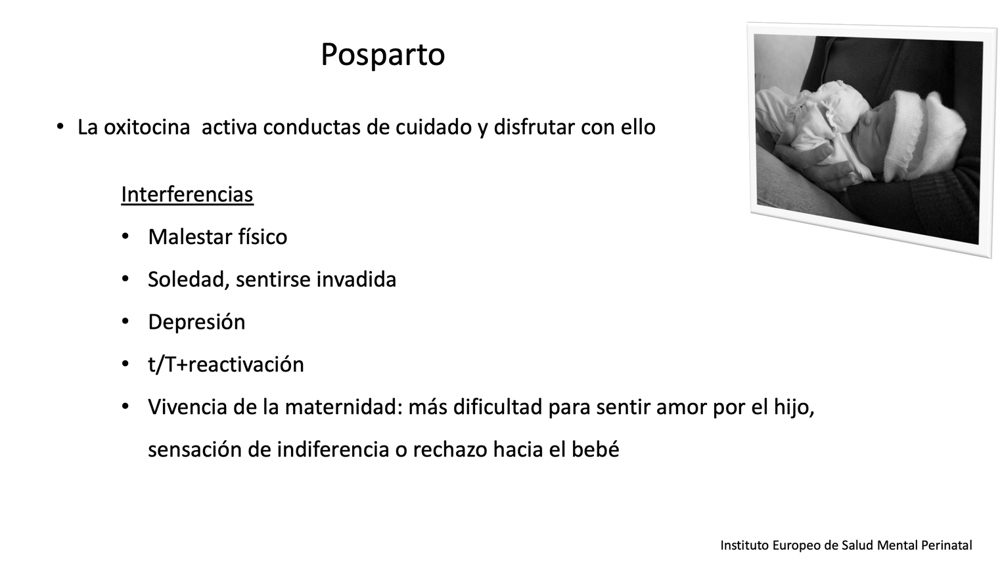 Posparto
• La oxitocina  activa conductas de cuidado y disfrutar con ello
Interferencias
• Malestar físico
• Soledad, sentirse invadida
• Depresión
• t/T+reactivación
• Vivencia de la maternidad: más dificultad para sentir amor por el hijo,
sensación de indiferencia o rechazo hacia el bebé
Instituto Europeo de Salud Mental Perinatal